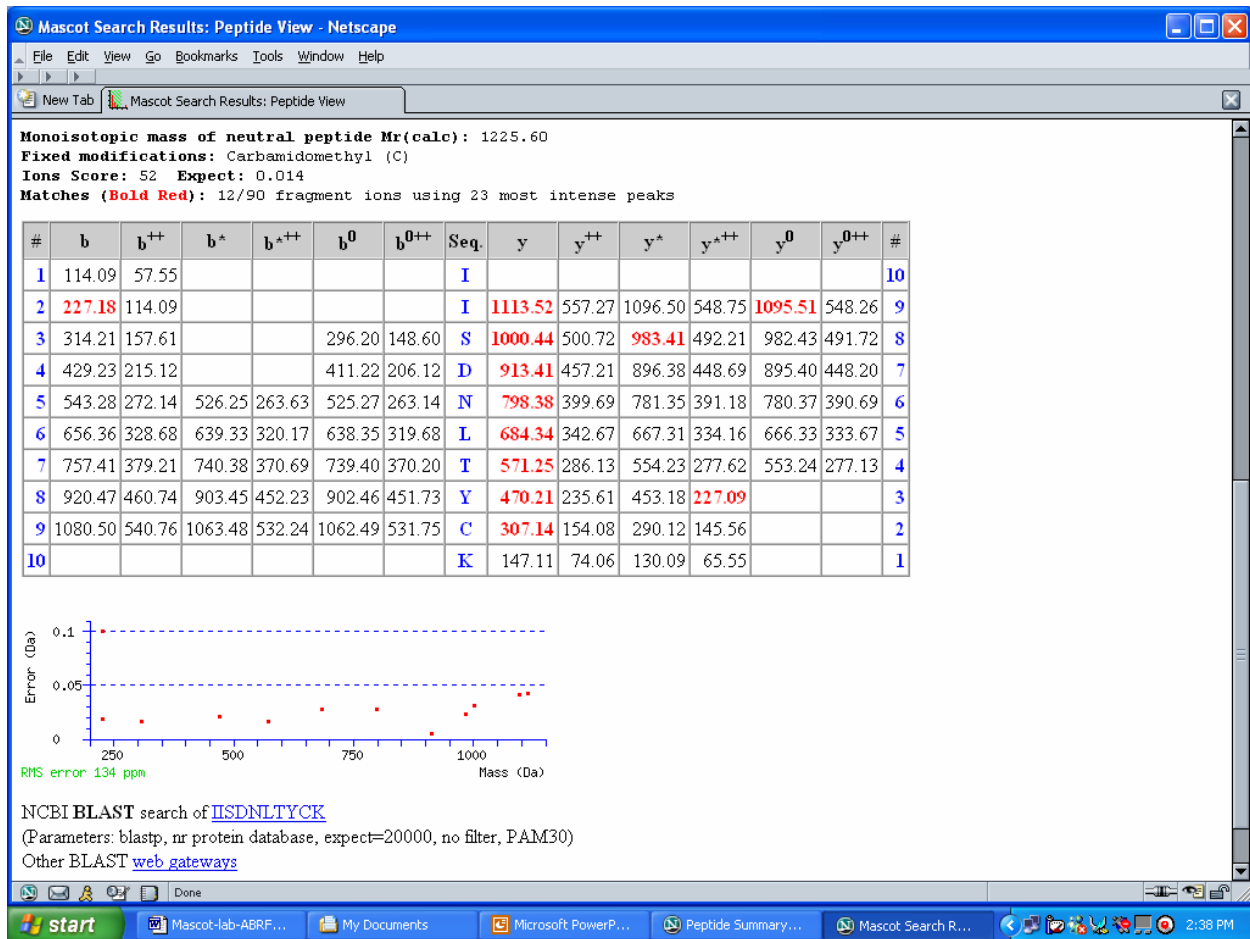 Mascot Search Results: Peptide View - Netscape
File Edit View Go Bookmarks Tools Window Help
New Tab Mascot Search Results: Peptide View
Monoisotopic mass of neutral peptide Mr(calc): 1225.60
Fixed modifications: Carbamidomethyl (C)
Ions Score: 52 Expect: 0.014
Matches (Bold Red): 12/90 fragment ions using 23 most intense peaks
# b b++ b* b*++ b0 b0++ Seq. y y++ y* y*++ y0 y0++ #
1 114.09 57.55 I 10
2 227.18 114.09 I 1113.52 557.27 1096.50 548.75 1095.51 548.26 9
3 314.21 157.61 296.20 148.60 S 1000.44 500.72 983.41 492.21 982.43 491.72 8
4 429.23 215.12 411.22 206.12 D 913.41 457.21 896.38 448.69 895.40 448.20 7
5 543.28 272.14 526.25 263.63 525.27 263.14 N 798.38 399.69 781.35 391.18 780.37 390.69 6
6 656.36 328.68 639.33 320.17 638.35 319.68 L 684.34 342.67 667.31 334.16 666.33 333.67 5
7 757.41 379.21 740.38 370.69 739.40 370.20 T 571.25 286.13 554.23 277.62 553.24 277.13 4
8 920.47 460.74 903.45 452.23 902.46 451.73 Y 470.21 235.61 453.18 227.09 3
9 1080.50 540.76 1063.48 532.24 1062.49 531.75 C 307.14 154.08 290.12 145.56 2
10 K 147.11 74.06 130.09 65.55 1
Error (Da)
0.1
0.05
0
250 500 750 1000
RMS error 134 ppm Mass (Da)
NCBI BLAST search of IISDNLTYCK
(Parameters: blastp, nr protein database, expect=20000, no filter, PAM30)
Other BLAST web gateways
Done
start Mascot-lab-ABRF... My Documents Microsoft PowerP... Peptide Summary... Mascot Search R... 2:38 PM